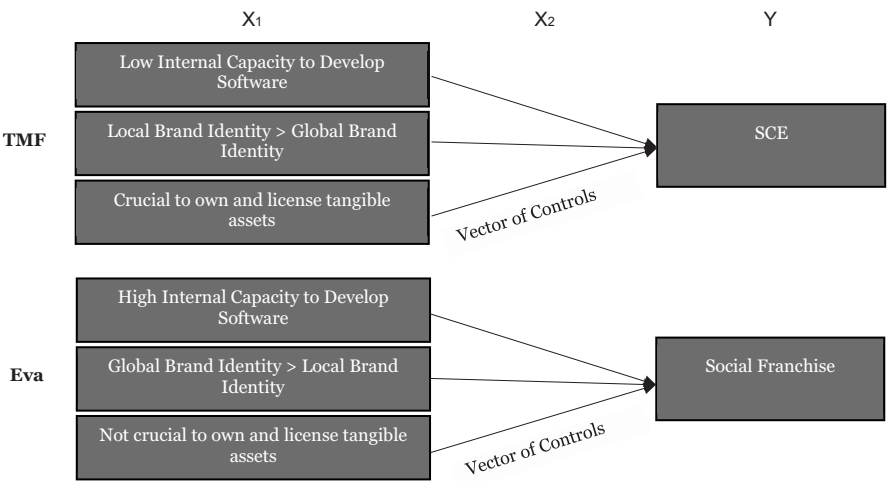 X1
X2
Y
TMF
Low Internal Capacity to Develop
Software
Local Brand Identity > Global Brand
Identity
Crucial to own and license tangible
assets
Vector of Controls
SCE
Eva
High Internal Capacity to Develop
Software
Global Brand Identity > Local Brand
Identity
Not crucial to own and license tangible
assets
Vector of Controls
Social Franchise